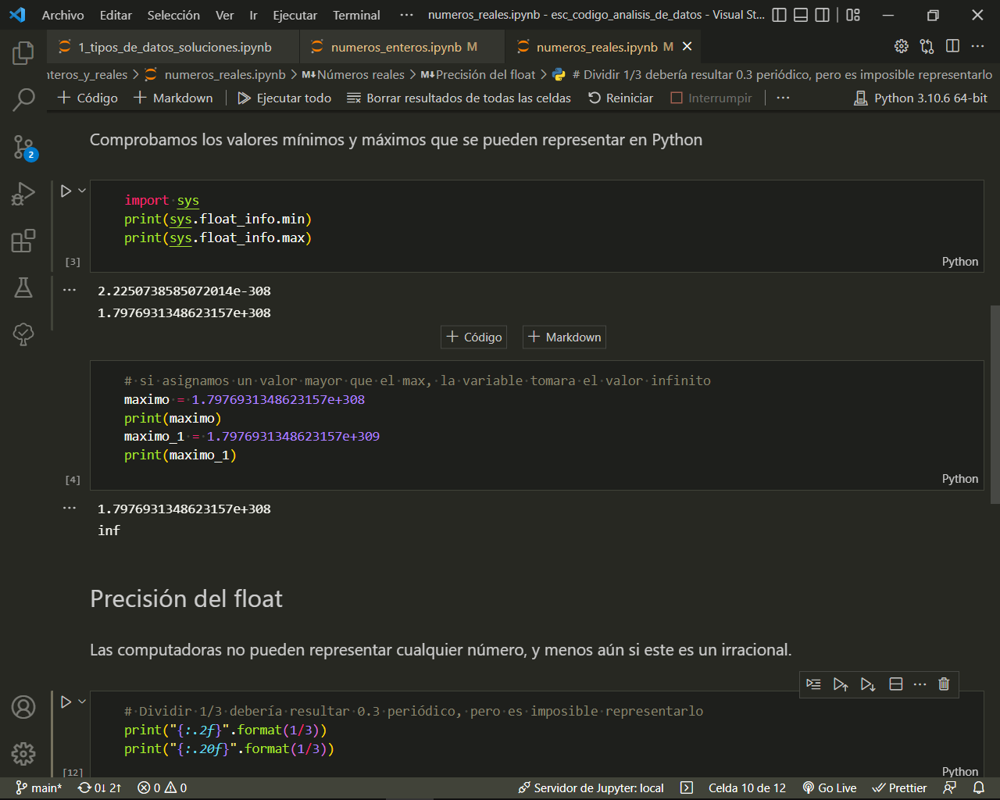 Archivo Editar Selección Ver Ir Ejecutar Terminal ··· numeros_reales.ipynb - esc_codigo_analisis_de_datos - Visual St...
1_tipos_de_datos_soluciones.ipynb numeros_enteros.ipynb M numeros_reales.ipynb M
nteros_y_reales > numeros_reales.ipynb > M↓Números reales > M↓Precisión del float > # Dividir 1/3 debería resultar 0.3 periódico, pero es imposible representarlo
+ Código + Markdown Ejecutar todo Borrar resultados de todas las celdas Reiniciar Interrumpir ··· Python 3.10.6 64-bit
2
Comprobamos los valores mínimos y máximos que se pueden representar en Python
import sys
print(sys.float_info.min)
print(sys.float_info.max)
[3] Python
2.2250738585072014e-308
1.7976931348623157e+308
+ Código + Markdown
# si asignamos un valor mayor que el max, la variable tomara el valor infinito
maximo = 1.7976931348623157e+308
print(maximo)
maximo_1 = 1.7976931348623157e+309
print(maximo_1)
[4] Python
1.7976931348623157e+308
inf
Precisión del float
Las computadoras no pueden representar cualquier número, y menos aún si este es un irracional.
# Dividir 1/3 debería resultar 0.3 periódico, pero es imposible representarlo
print("{:.2f}".format(1/3))
print("{:.20f}".format(1/3))
[12] Python
main* 0↓ 2↑ 0 0 Servidor de Jupyter: local Celda 10 de 12 Go Live Prettier